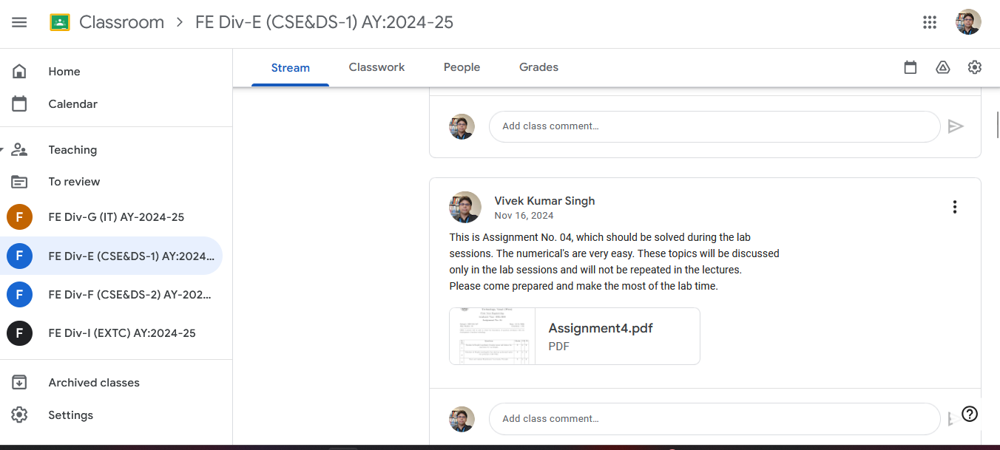 Classroom > FE Div-E (CSE&DS-1) AY:2024-25
Home
Calendar
Teaching
To review
F FE Div-G (IT) AY-2024-25
F FE Div-E (CSE&DS-1) AY:2024...
F FE Div-F (CSE&DS-2) AY-202...
F FE Div-I (EXTC) AY:2024-25
Archived classes
Settings
Stream Classwork People Grades
Add class comment...
Vivek Kumar Singh
Nov 16, 2024
This is Assignment No. 04, which should be solved during the lab
sessions. The numerical's are very easy. These topics will be discussed
only in the lab sessions and will not be repeated in the lectures.
Please come prepared and make the most of the lab time.
Assignment4.pdf
PDF
Add class comment...